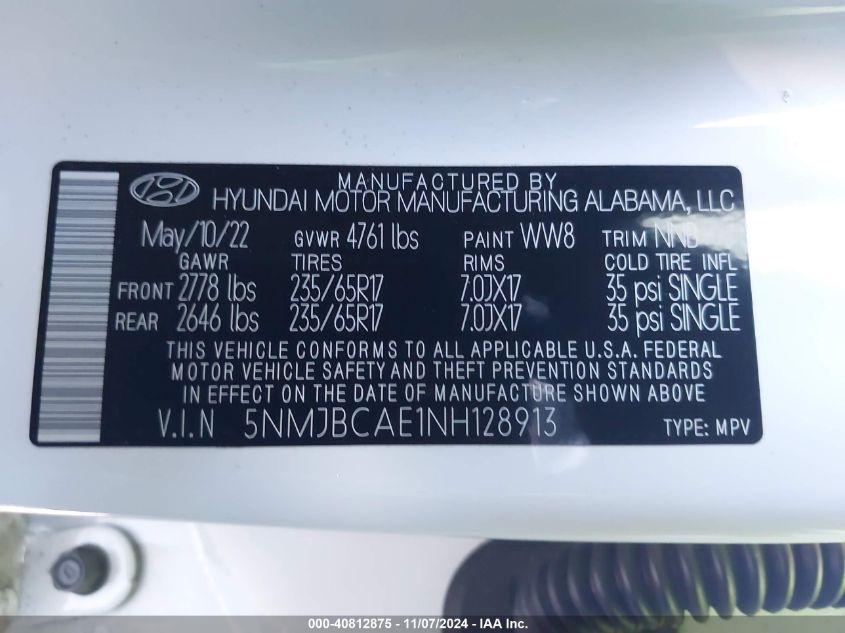 MANUFACTURED BY
HYUNDAI MOTOR MANUFACTURING ALABAMA, LLC
May/10/22 GVWR 4761 lbs PAINT WW8 TRIM NNB
GAWR TIRES RIMS COLD TIRE INFL
FRONT 2778 lbs 235/65R17 7.0JX17 35 psi SINGLE
REAR 2646 lbs 235/65R17 7.0JX17 35 psi SINGLE
THIS VEHICLE CONFORMS TO ALL APPLICABLE U.S.A. FEDERAL
MOTOR VEHICLE SAFETY AND THEFT PREVENTION STANDARDS
IN EFFECT ON THE DATE OF MANUFACTURE SHOWN ABOVE
V.I.N 5NMJBCAE1NH128913 TYPE: MPV
000-40812875 - 11/07/2024 - IAA Inc.